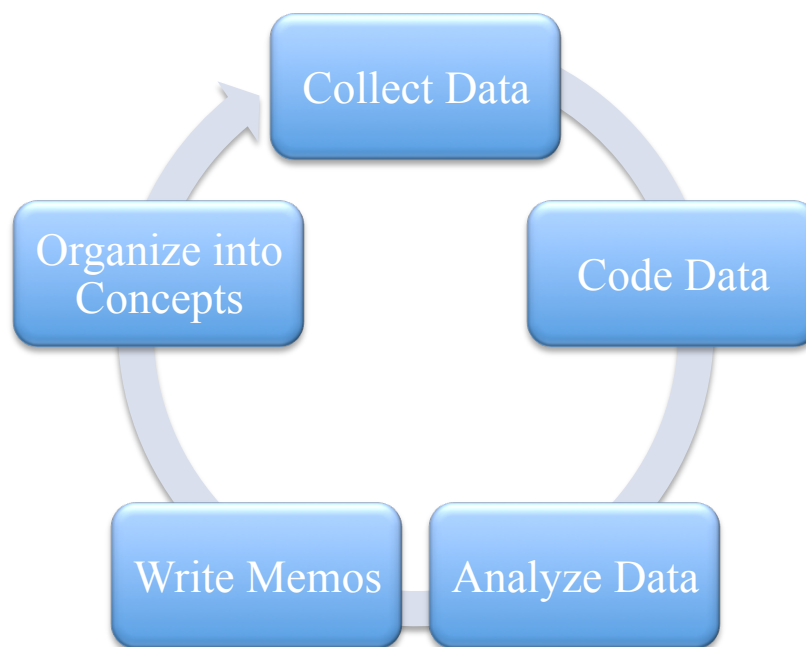 Collect Data
Code Data
Analyze Data
Write Memos
Organize into
Concepts